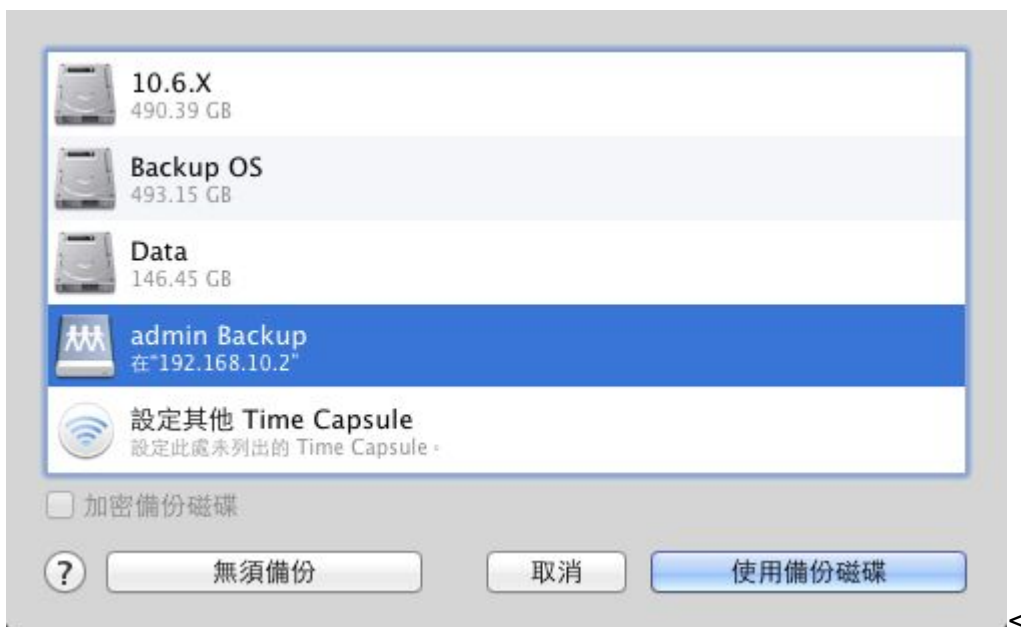 10.6.X
490.39 GB
Backup OS
493.15 GB
Data
146.45 GB
admin Backup
在"192.168.10.2"
設定其他 Time Capsule
設定此處未列出的 Time Capsule。
加密備份磁碟
? 無須備份 取消 使用備份磁碟
<